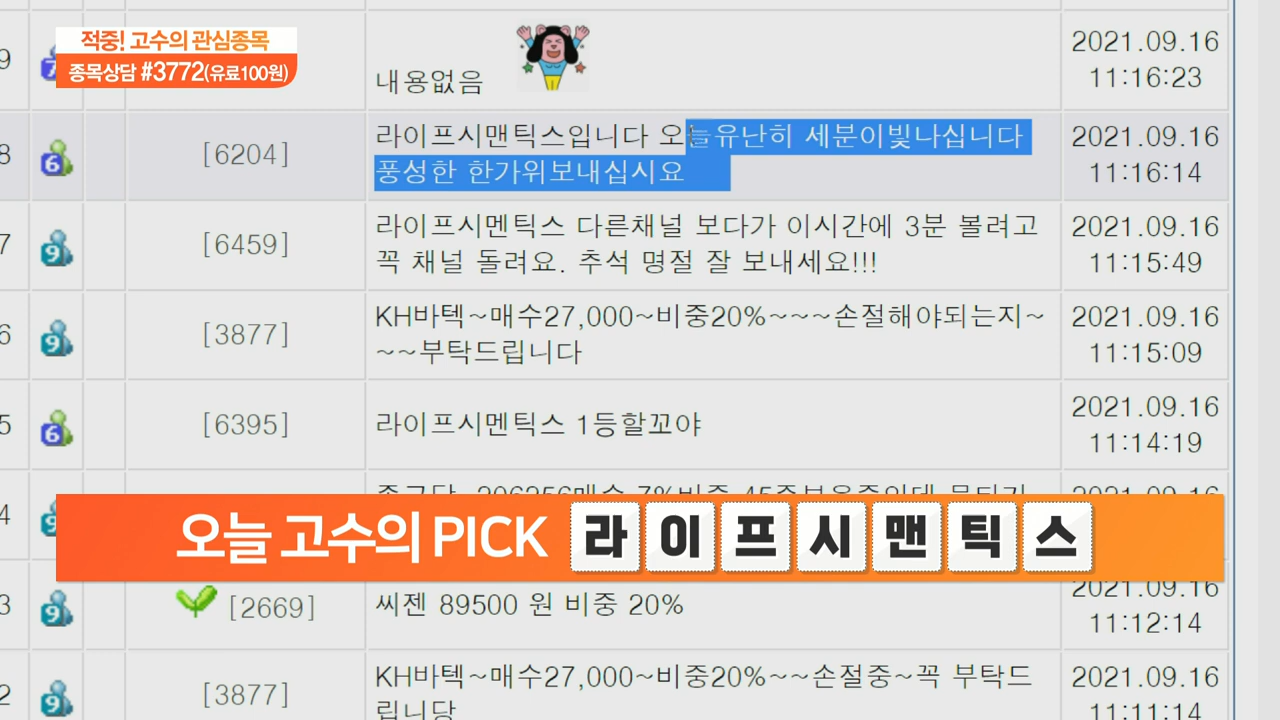 적중! 고수의 관심종목
종목상담 #3772(유료100원)
9
7
내용없음
2021.09.16
11:16:23
8
6
[6204]
라이프시맨틱스입니다 오늘유난히 세분이빛나십니다
풍성한 한가위보내십시요
2021.09.16
11:16:14
7
9
[6459]
라이프시멘틱스 다른채널 보다가 이시간에 3분 볼려고
꼭 채널 돌려요. 추석 명절 잘 보내세요!!!
2021.09.16
11:15:49
6
9
[3877]
KH바텍~매수27,000~비중20%~~~손절해야되는지~
~~부탁드립니다
2021.09.16
11:15:09
5
6
[6395]
라이프시멘틱스 1등할꼬야
2021.09.16
11:14:19
4
9
오늘 고수의 PICK 라이프시맨틱스
3
9
[2669]
씨젠 89500 원 비중 20%
2021.09.16
11:12:14
2
9
[3877]
KH바텍~매수27,000~비중20%~~손절중~꼭 부탁드
립니당
2021.09.16
11:11:14